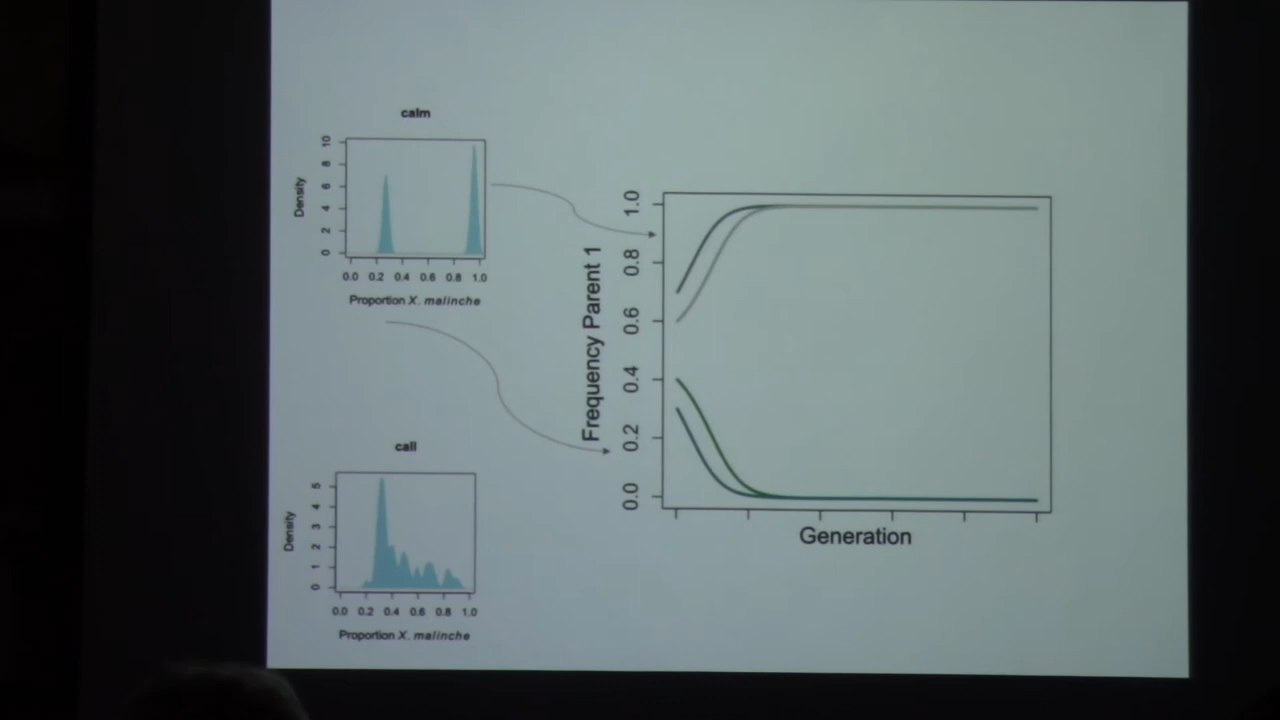 calm
Density
0 2 4 6 8 10
0.0 0.2 0.4 0.6 0.8 1.0
Proportion X. malinche
call
Density
0 1 2 3 4 5
0.0 0.2 0.4 0.6 0.8 1.0
Proportion X. malinche
Frequency Parent 1
0.0 0.2 0.4 0.6 0.8 1.0
Generation